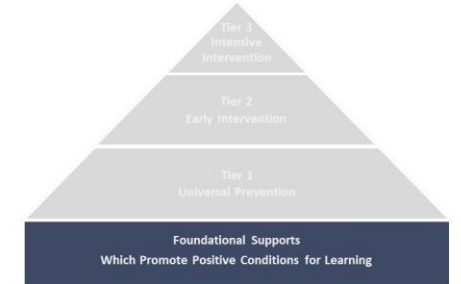 Tier 3
Intensive
Intervention
Tier 2
Early Intervention
Tier 1
Universal Prevention
Foundational Supports
Which Promote Positive Conditions for Learning